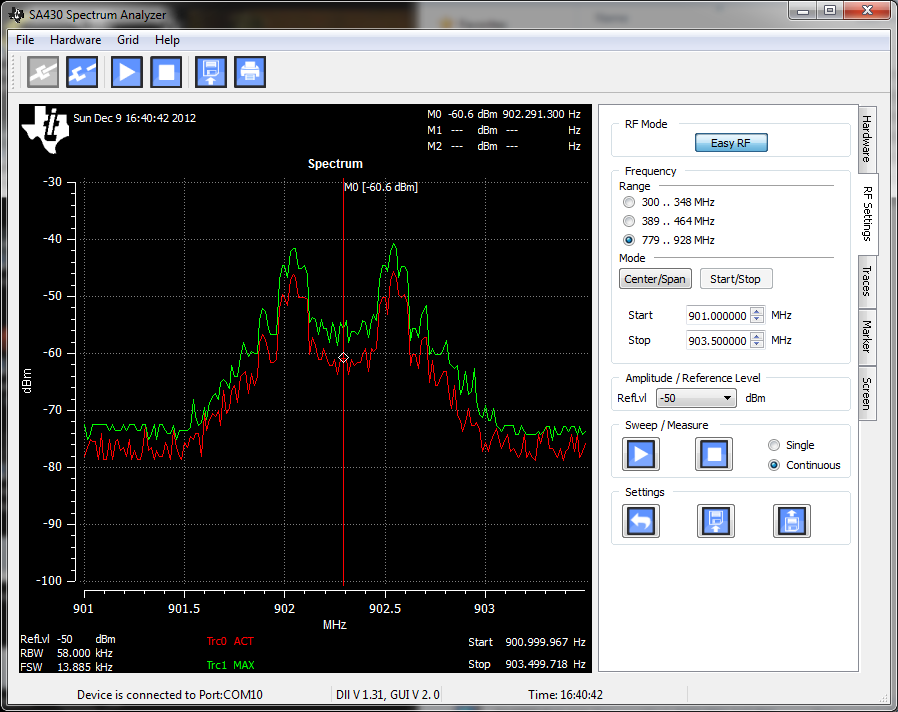 SA430 Spectrum Analyzer
File Hardware Grid Help
Sun Dec 9 16:40:42 2012
M0 -60.6 dBm 902.291.300 Hz
M1 --- dBm --- Hz
M2 --- dBm --- Hz
Spectrum
M0 [-60.6 dBm]
-30
-40
-50
-60
-70
-80
-90
-100
dBm
901 901.5 902 902.5 903
MHz
RefLvl -50 dBm
RBW 58.000 kHz
FSW 13.885 kHz
Trc0 ACT
Trc1 MAX
Start 900.999.967 Hz
Stop 903.499.718 Hz
RF Mode
Easy RF
Frequency
Range
300 .. 348 MHz
389 .. 464 MHz
779 .. 928 MHz
Mode
Center/Span Start/Stop
Start 901.000000 MHz
Stop 903.500000 MHz
Amplitude / Reference Level
RefLvl -50 dBm
Sweep / Measure
Single
Continuous
Settings
Hardware
RF Settings
Traces
Marker
Screen
Device is connected to Port:COM10 Dll V 1.31, GUI V 2.0 Time: 16:40:42